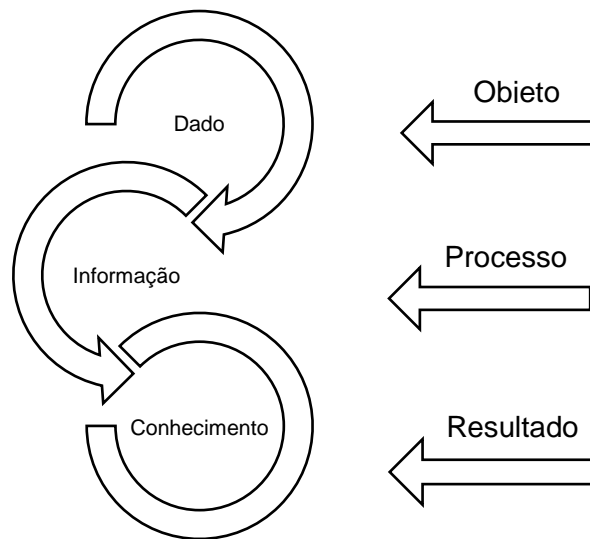 Dado
Obieto
Informação
Processo
Conhecimento
Resultado